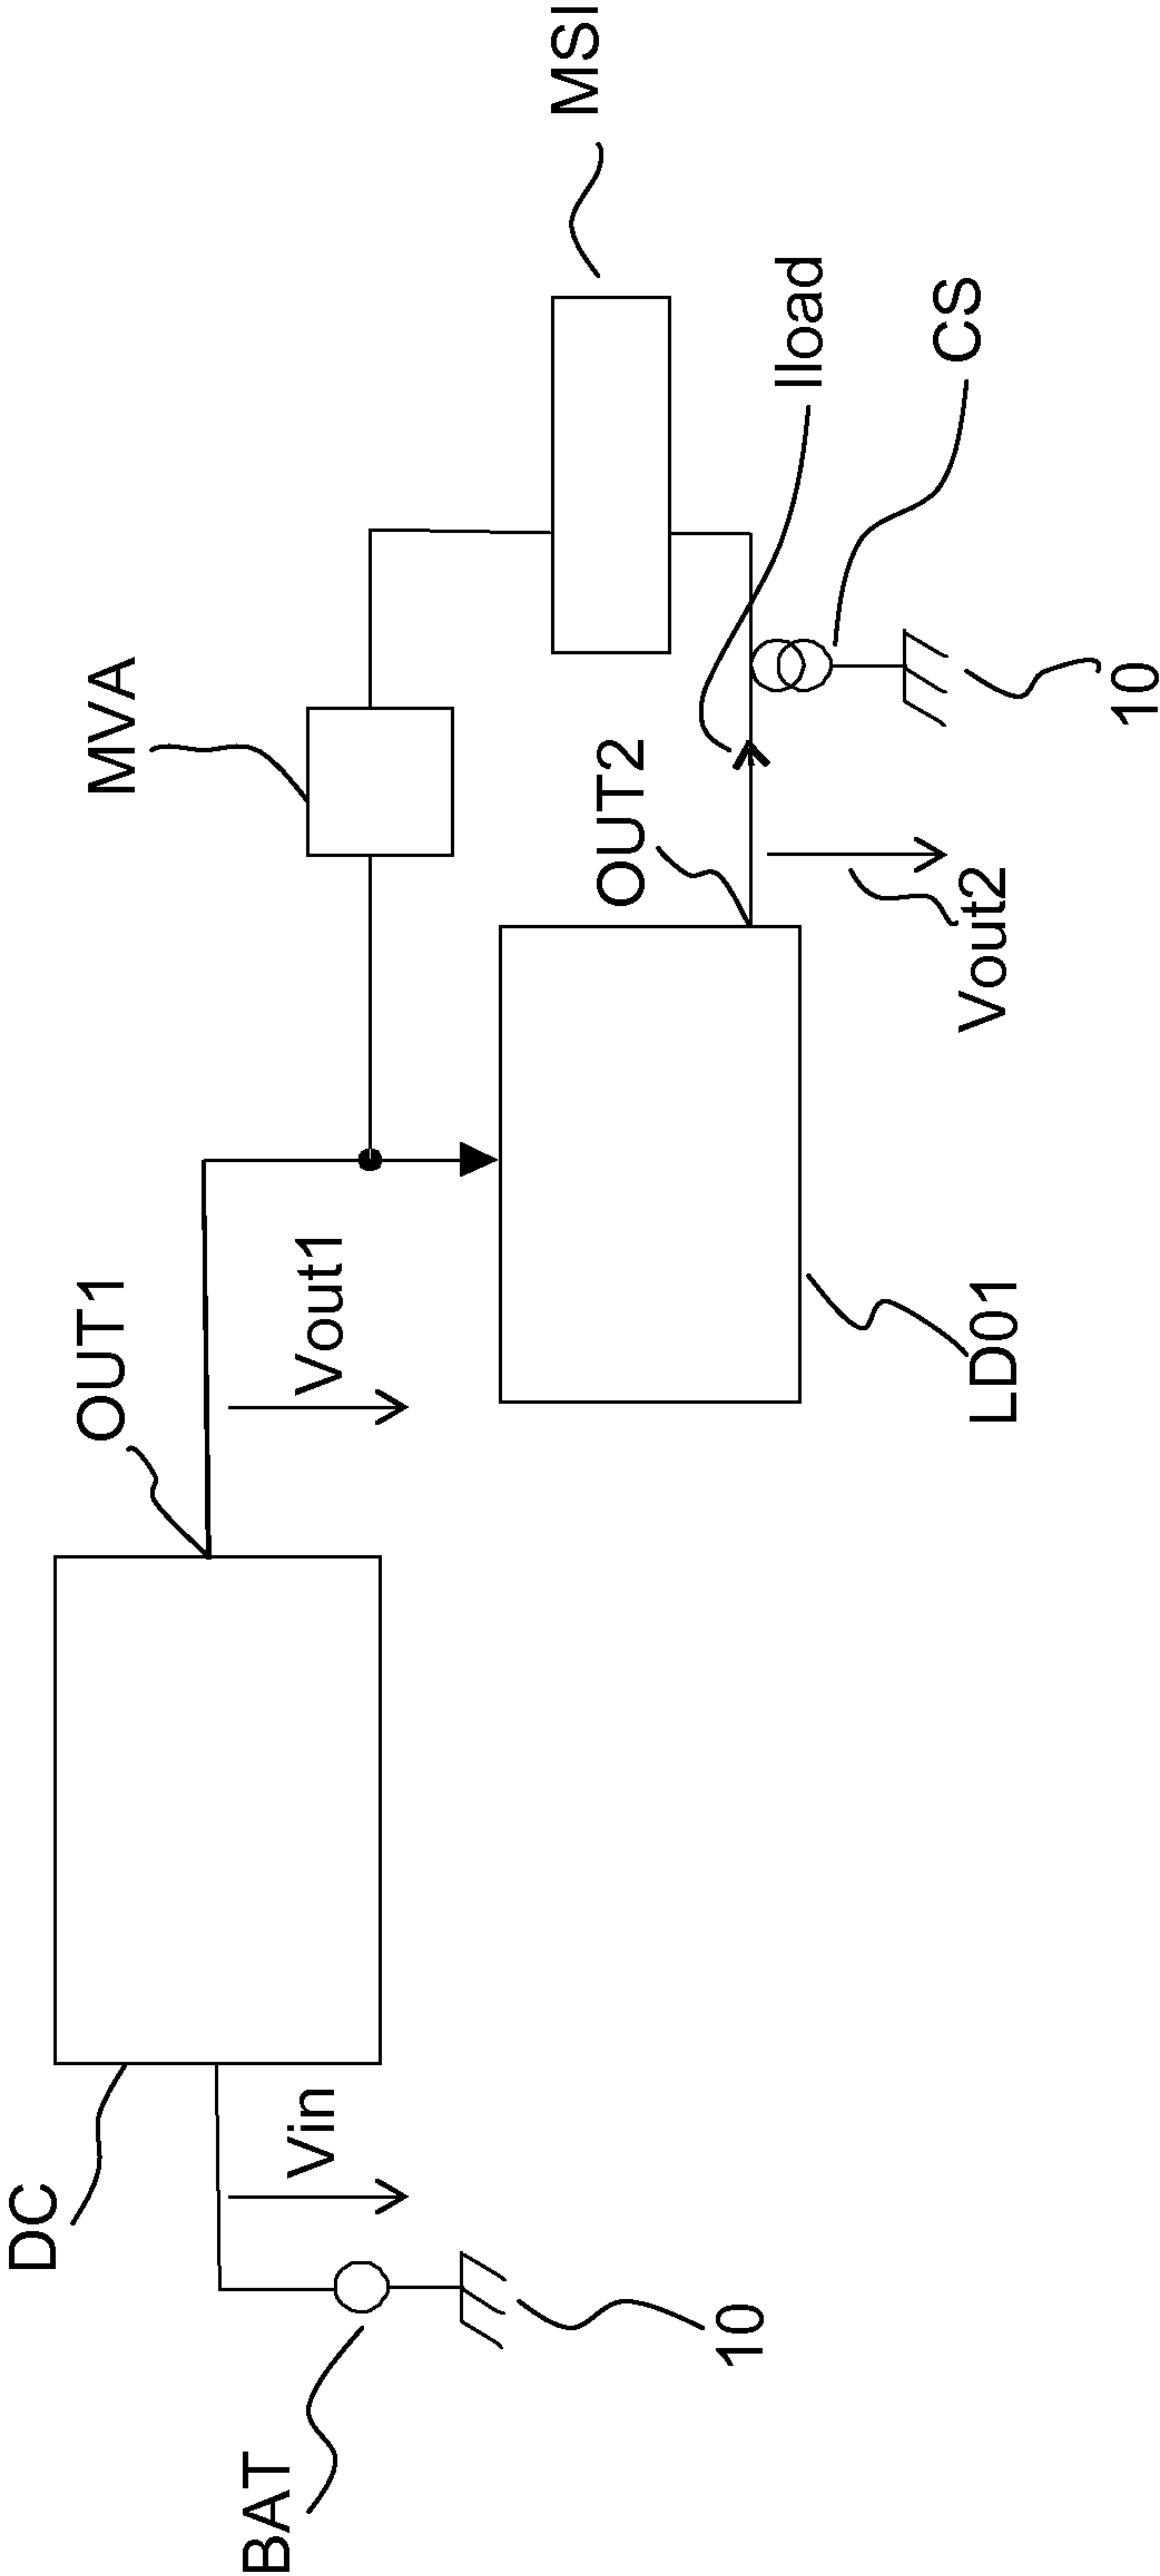 BAT
DC
Vin
10
OUT1
Vout1
LD01
MVA
OUT2
Vout2
MSI
Iload
CS
10